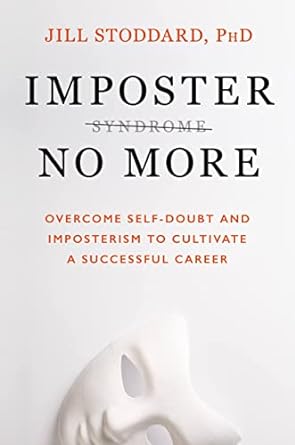 JILL STODDARD, PHD
IMPOSTER
SYNDROME
NO MORE
OVERCOME SELF-DOUBT AND
IMPOSTERISM TO CULTIVATE
A SUCCESSFUL CAREER